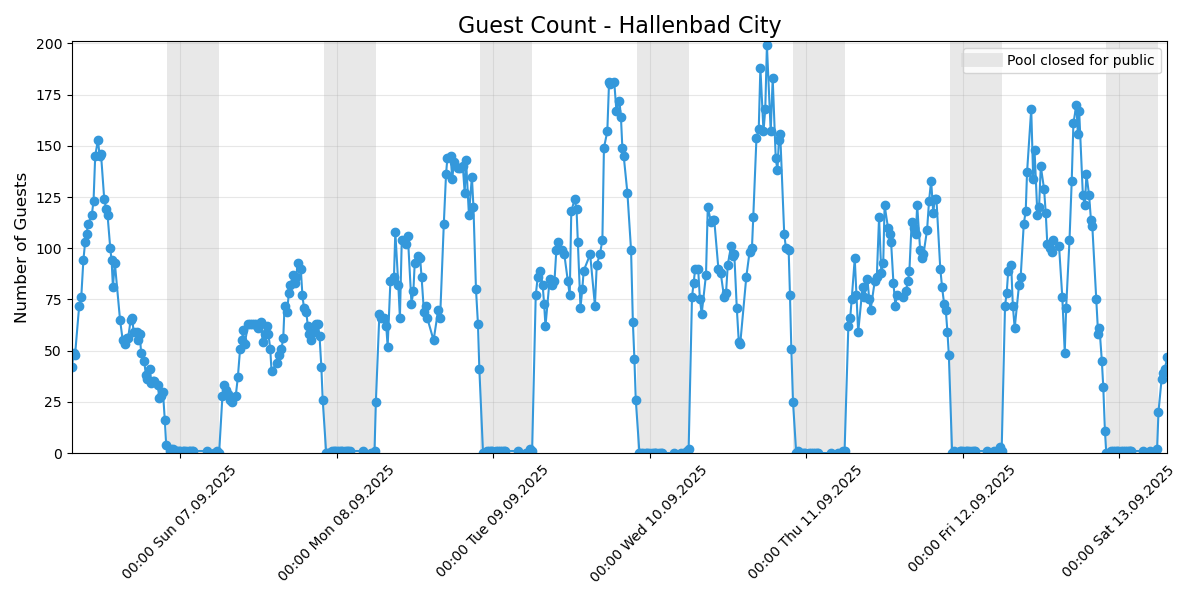 Guest Count - Hallenbad City
Pool closed for public
Number of Guests
200
175
150
125
100
75
50
25
0
00:00 Sun 07.09.2025
00:00 Mon 08.09.2025
00:00 Tue 09.09.2025
00:00 Wed 10.09.2025
00:00 Thu 11.09.2025
00:00 Fri 12.09.2025
00:00 Sat 13.09.2025